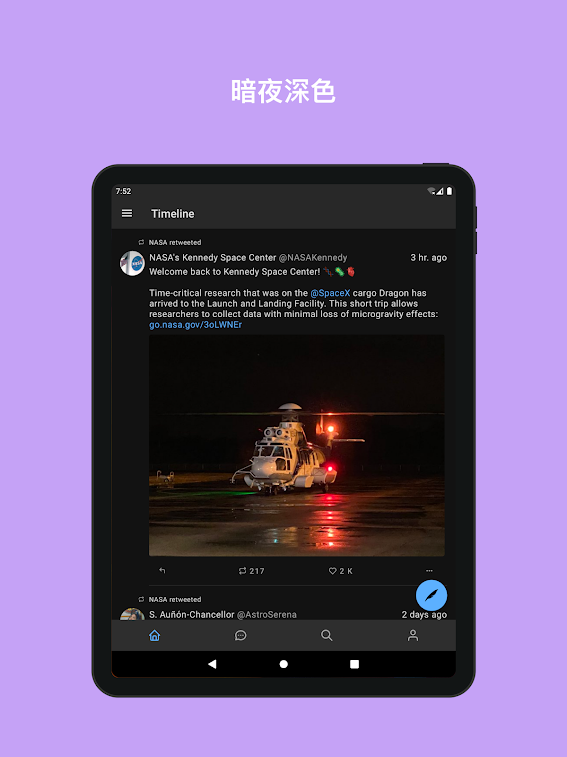 暗夜深色
7:52
Timeline
NASA retweeted
NASA's Kennedy Space Center @NASAKennedy 3 hr. ago
Welcome back to Kennedy Space Center!
Time-critical research that was on the @SpaceX cargo Dragon has
arrived to the Launch and Landing Facility. This short trip allows
researchers to collect data with minimal loss of microgravity effects:
go.nasa.gov/3oLWNEr
217 2 K
NASA retweeted
S. Auñón-Chancellor @AstroSerena 2 days ago